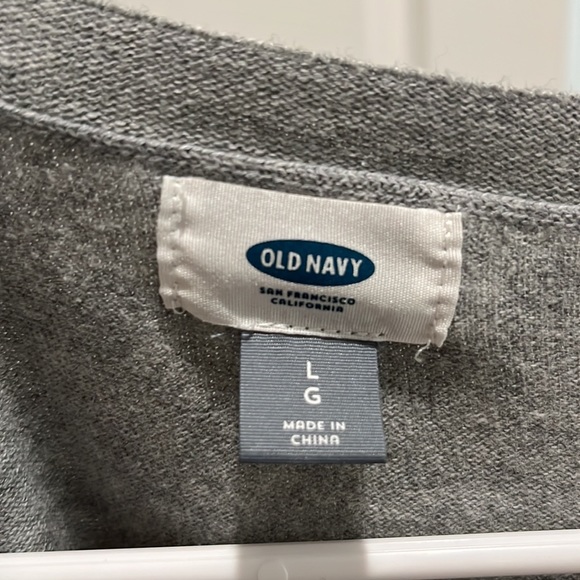 OLD NAVY
SAN FRANCISCO
CALIFORNIA
L
G
MADE IN
CHINA